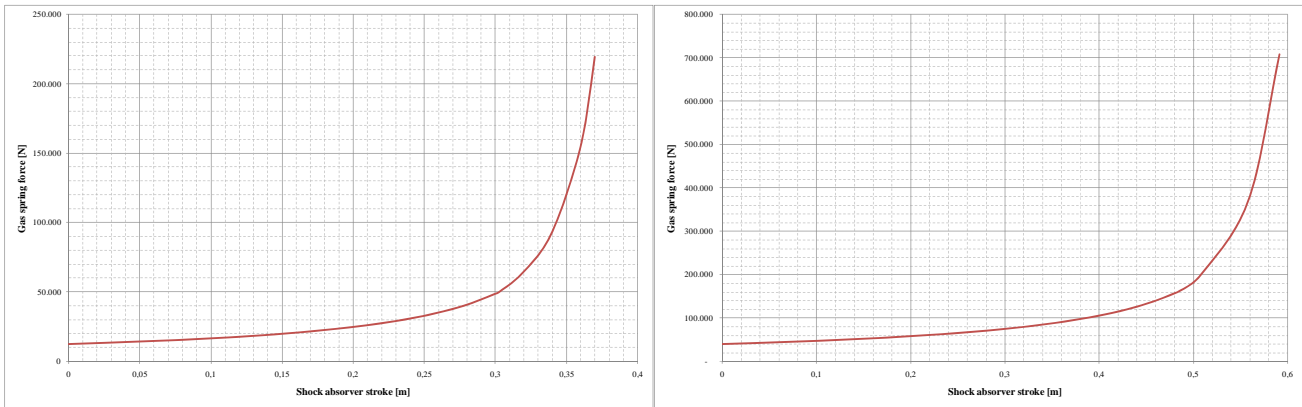 250.000
200.000
150.000
100.000
50.000
0
Gas spring force [N]
0 0,05 0,1 0,15 0,2 0,25 0,3 0,35 0,4
Shock absorver stroke [m]
800.000
700.000
600.000
500.000
400.000
300.000
200.000
100.000
-
Gas spring force [N]
0 0,1 0,2 0,3 0,4 0,5 0,6
Shock absorver stroke [m]